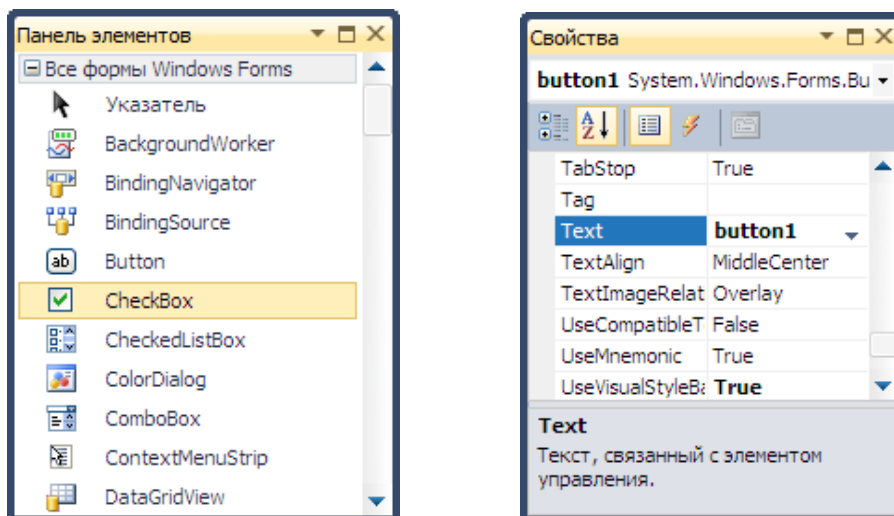 Панель элементов
Все формы Windows Forms
Указатель
BackgroundWorker
BindingNavigator
BindingSource
ab Button
CheckBox
CheckedListBox
ColorDialog
ComboBox
ContextMenuStrip
DataGridView
Свойства
button1 System.Windows.Forms.Bu
TabStop True
Tag
Text button1
TextAlign MiddleCenter
TextImageRelat Overlay
UseCompatibleT False
UseMnemonic True
UseVisualStyleBa True
Text
Текст, связанный с элементом
управления.